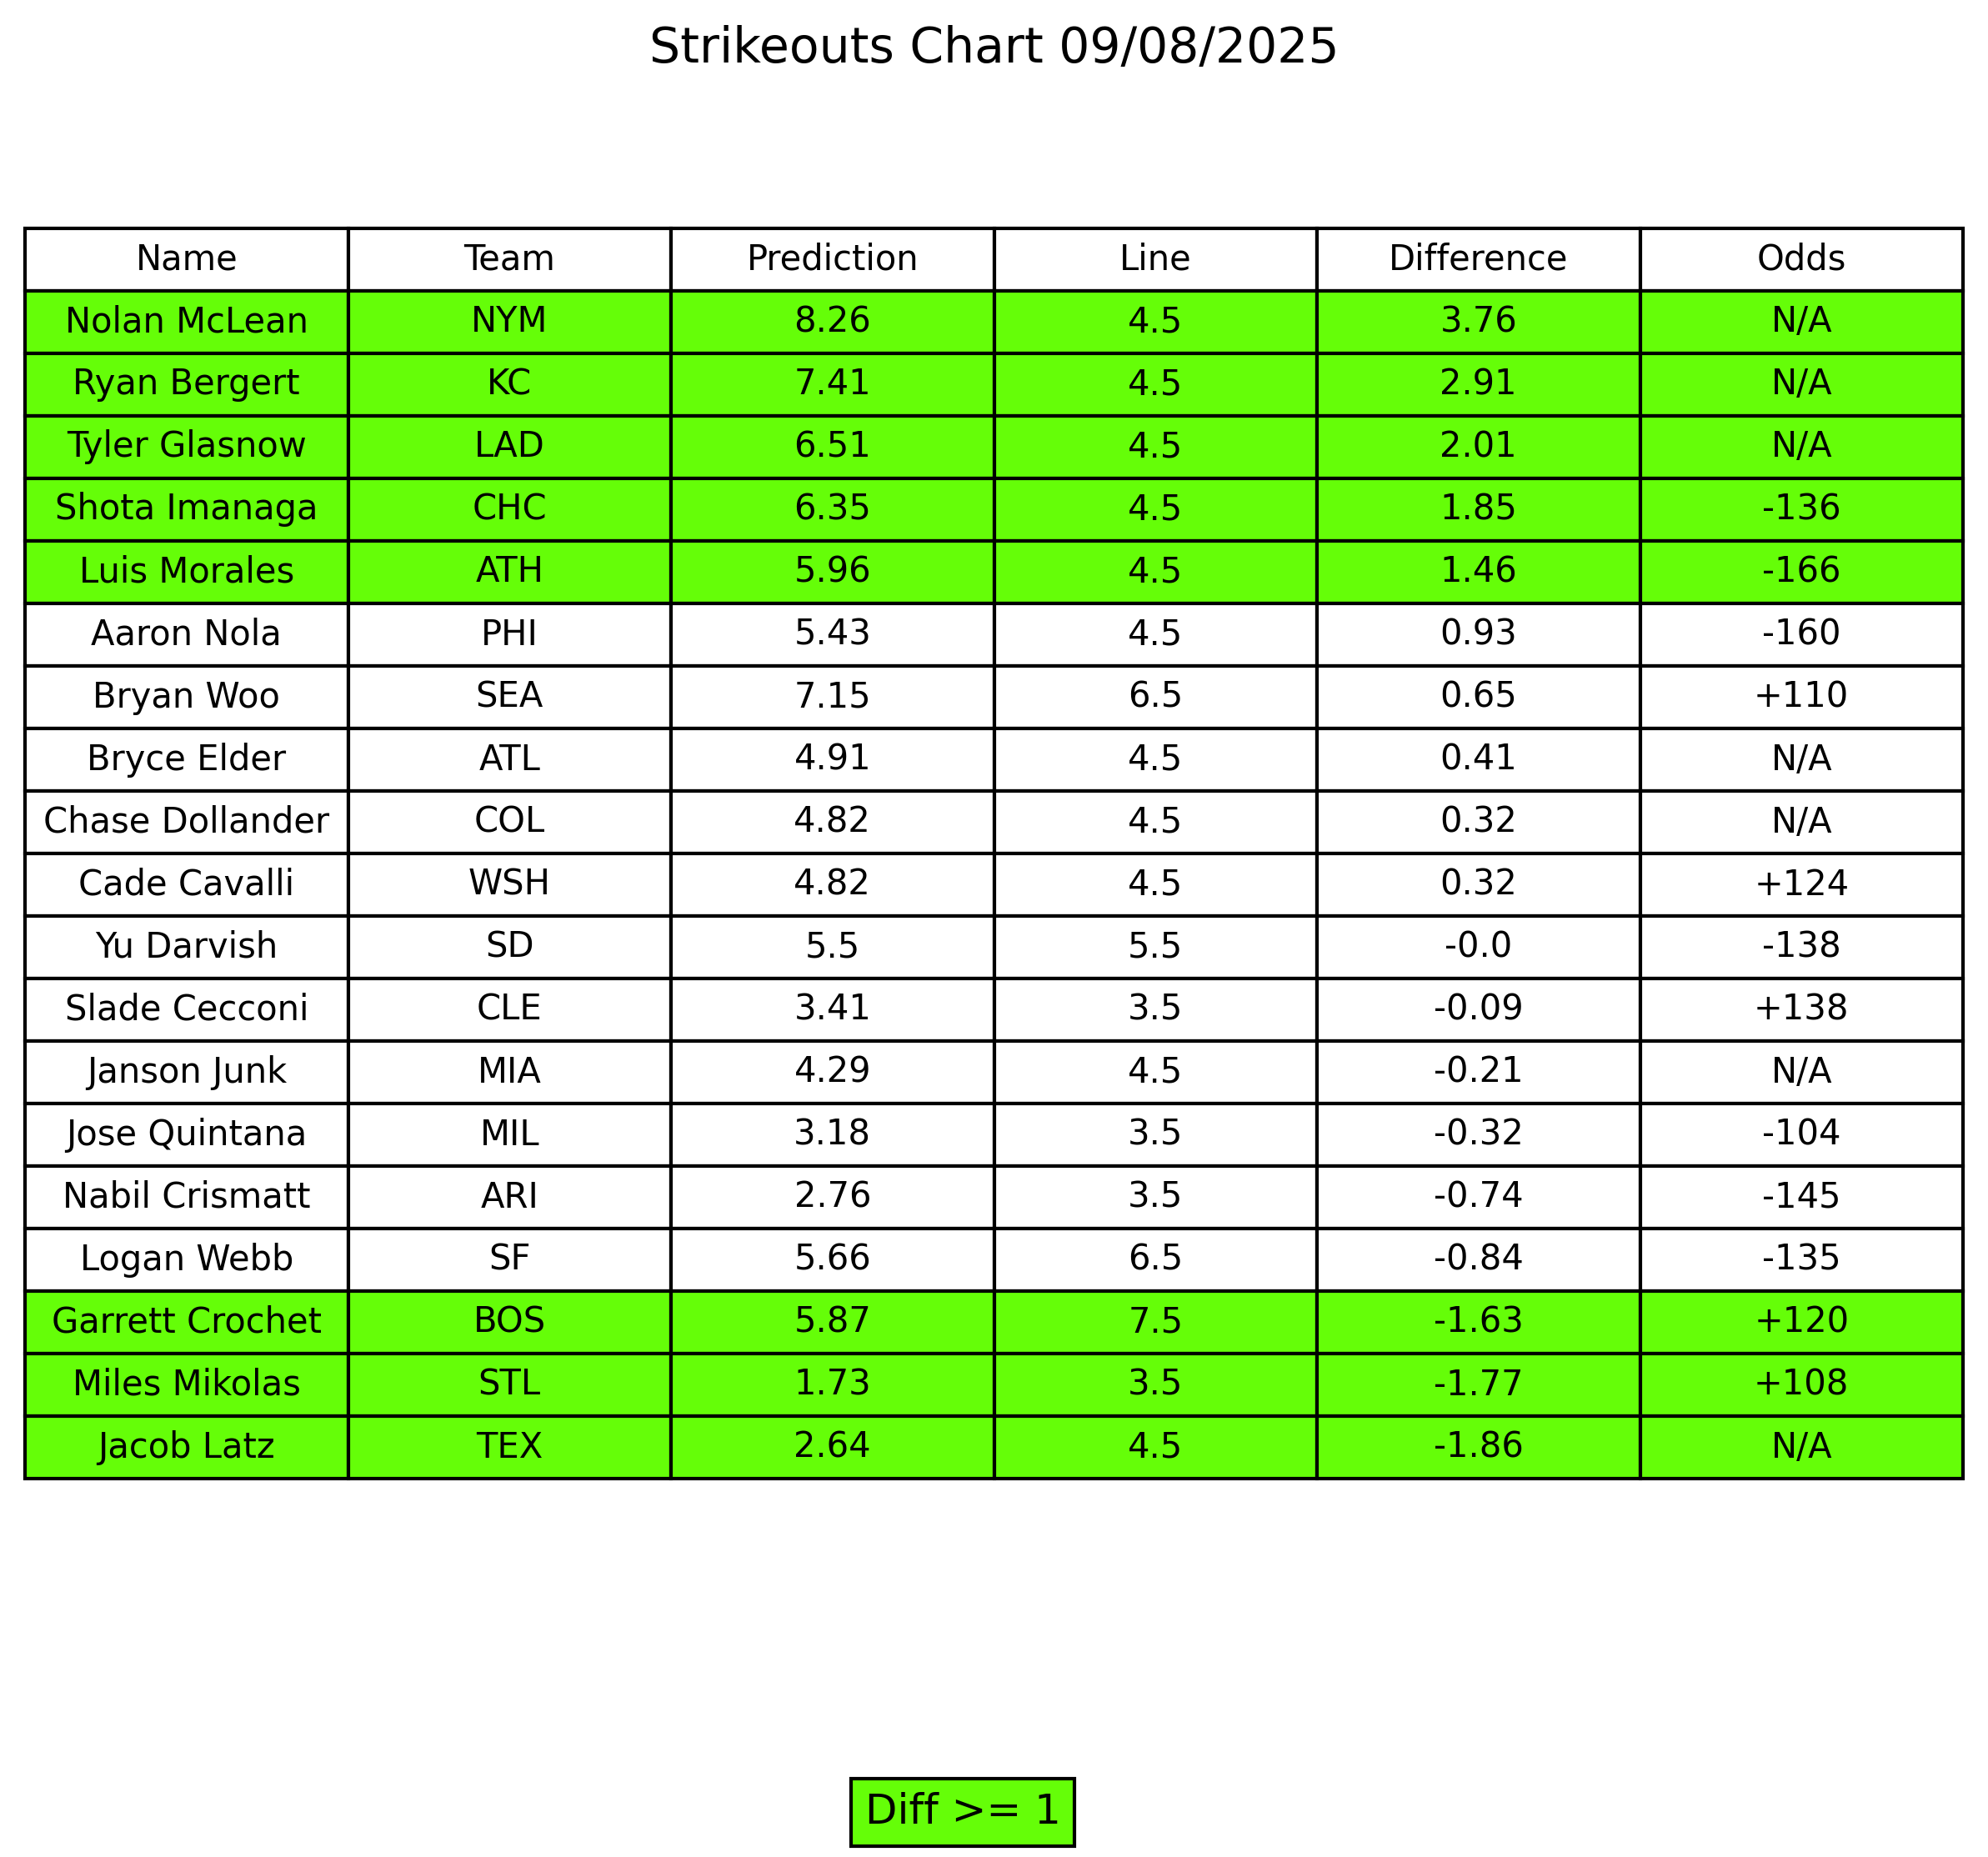 Strikeouts Chart 09/08/2025
Name Team Prediction Line Difference Odds
Nolan McLean NYM 8.26 4.5 3.76 N/A
Ryan Bergert KC 7.41 4.5 2.91 N/A
Tyler Glasnow LAD 6.51 4.5 2.01 N/A
Shota Imanaga CHC 6.35 4.5 1.85 -136
Luis Morales ATH 5.96 4.5 1.46 -166
Aaron Nola PHI 5.43 4.5 0.93 -160
Bryan Woo SEA 7.15 6.5 0.65 +110
Bryce Elder ATL 4.91 4.5 0.41 N/A
Chase Dollander COL 4.82 4.5 0.32 N/A
Cade Cavalli WSH 4.82 4.5 0.32 +124
Yu Darvish SD 5.5 5.5 -0.0 -138
Slade Cecconi CLE 3.41 3.5 -0.09 +138
Janson Junk MIA 4.29 4.5 -0.21 N/A
Jose Quintana MIL 3.18 3.5 -0.32 -104
Nabil Crismatt ARI 2.76 3.5 -0.74 -145
Logan Webb SF 5.66 6.5 -0.84 -135
Garrett Crochet BOS 5.87 7.5 -1.63 +120
Miles Mikolas STL 1.73 3.5 -1.77 +108
Jacob Latz TEX 2.64 4.5 -1.86 N/A
Diff >= 1